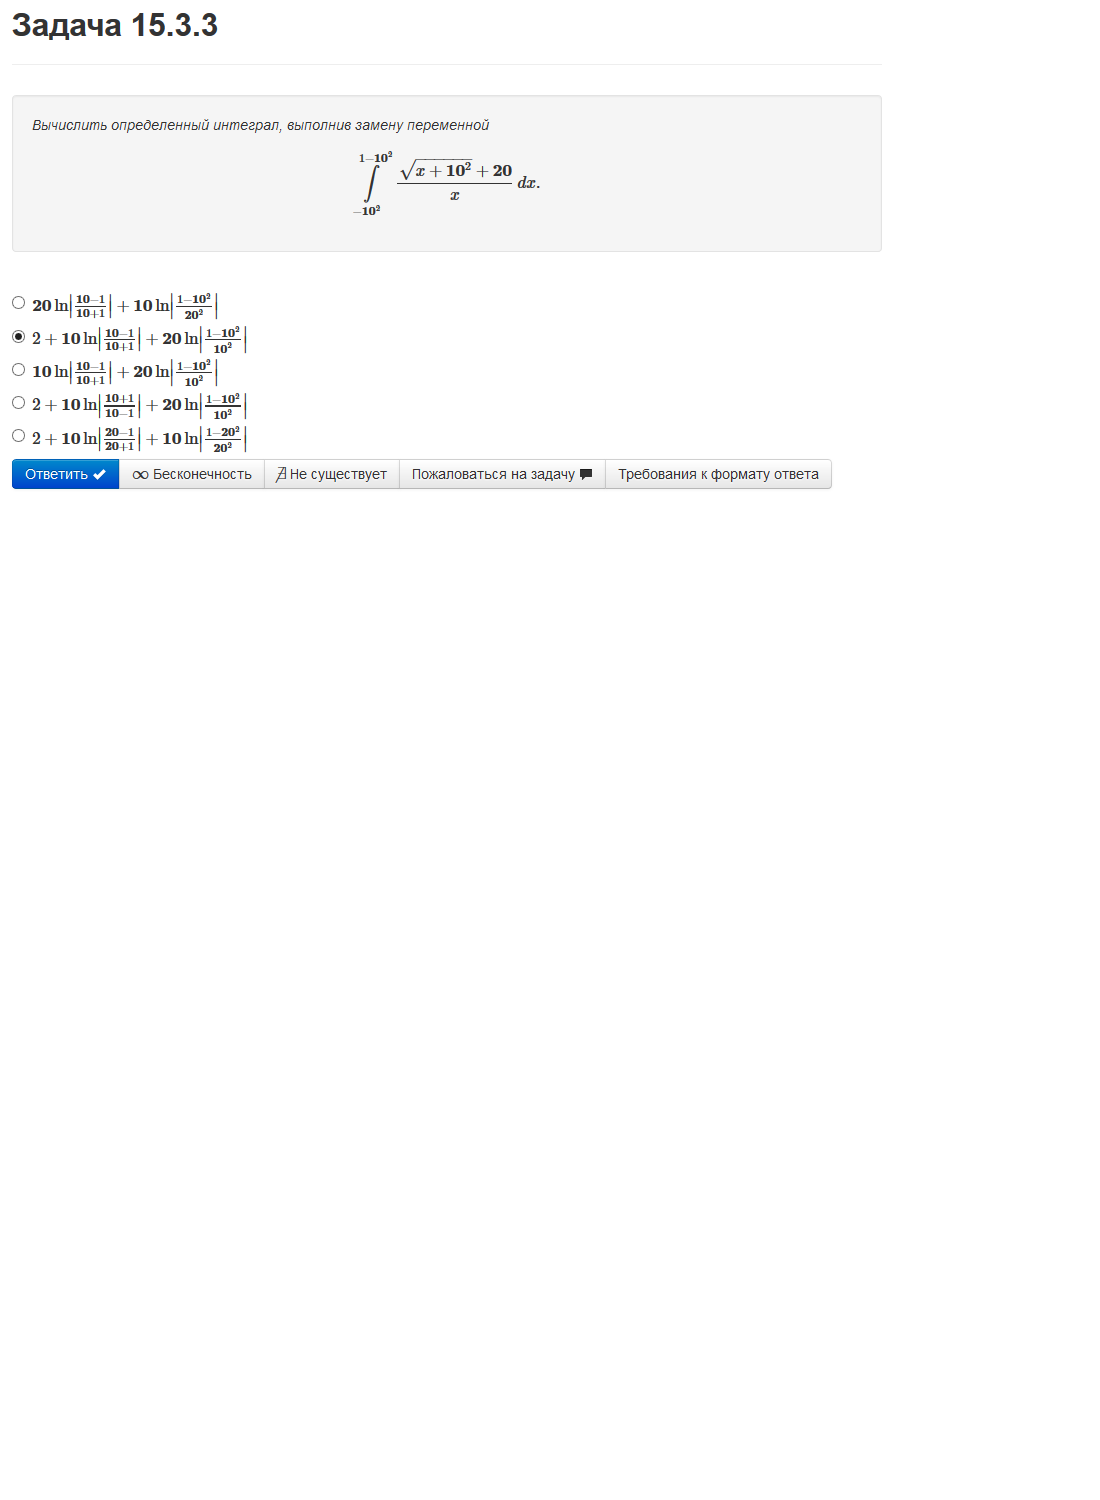 Задача 15.3.3
Вычислить определенный интеграл, выполнив замену переменной
$\int\limits_{-10^2}^{1-10^2} \frac{\sqrt{x+10^2}+20}{x}\,dx.$
$20\ln\left|\frac{10-1}{10+1}\right|+10\ln\left|\frac{1-10^2}{20^2}\right|$
$2+10\ln\left|\frac{10-1}{10+1}\right|+20\ln\left|\frac{1-10^2}{10^2}\right|$
$10\ln\left|\frac{10-1}{10+1}\right|+20\ln\left|\frac{1-10^2}{10^2}\right|$
$2+10\ln\left|\frac{10+1}{10-1}\right|+20\ln\left|\frac{1-10^2}{10^2}\right|$
$2+10\ln\left|\frac{20-1}{20+1}\right|+10\ln\left|\frac{1-20^2}{20^2}\right|$
Ответить ∞ Бесконечность ∄ Не существует Пожаловаться на задачу Требования к формату ответа